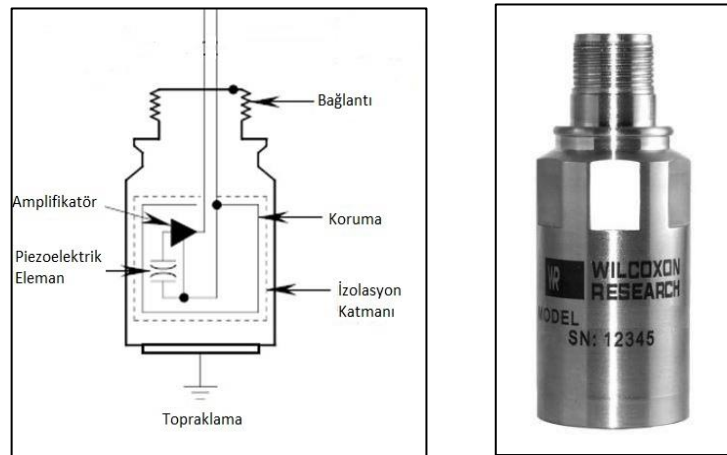 Bağlantı
Amplifikatör
Koruma
Piezoelektrik
Eleman
İzolasyon
Katmanı
Topraklama
WR
WILCOXON
RESEARCH
MODEL
SN: 12345